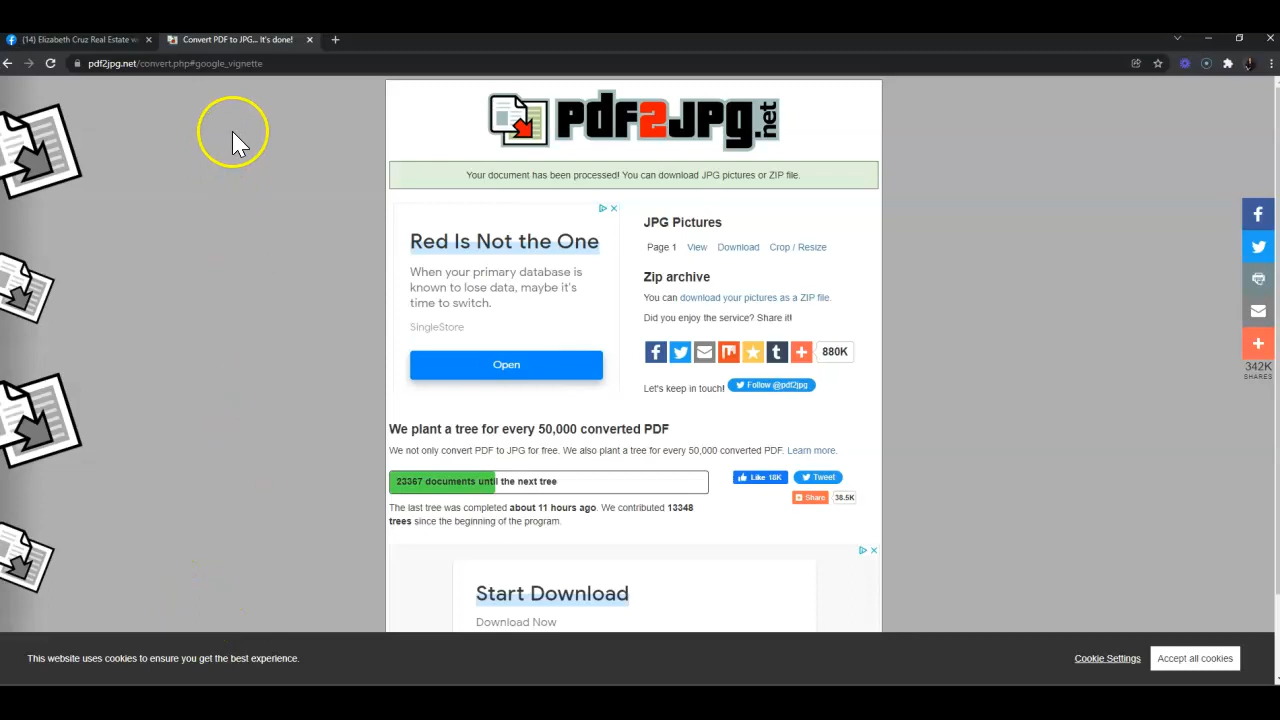 (14) Elizabeth Cruz Real Estate w
Convert PDF to JPG... It's done!
pdf2jpg.net/convert.php#google_vignette
pdf2jpg.net
Your document has been processed! You can download JPG pictures or ZIP file.
Red Is Not the One
When your primary database is
known to lose data, maybe it's
time to switch.
SingleStore
Open
JPG Pictures
Page 1 View Download Crop / Resize
Zip archive
You can download your pictures as a ZIP file.
Did you enjoy the service? Share it!
880K
Let's keep in touch! Follow @pdf2jpg
342K
SHARES
We plant a tree for every 50,000 converted PDF
We not only convert PDF to JPG for free. We also plant a tree for every 50,000 converted PDF. Learn more.
23367 documents until the next tree
Like 18K Tweet
Share 38.5K
The last tree was completed about 11 hours ago. We contributed 13348
trees since the beginning of the program.
Start Download
Download Now
This website uses cookies to ensure you get the best experience.
Cookie Settings
Accept all cookies